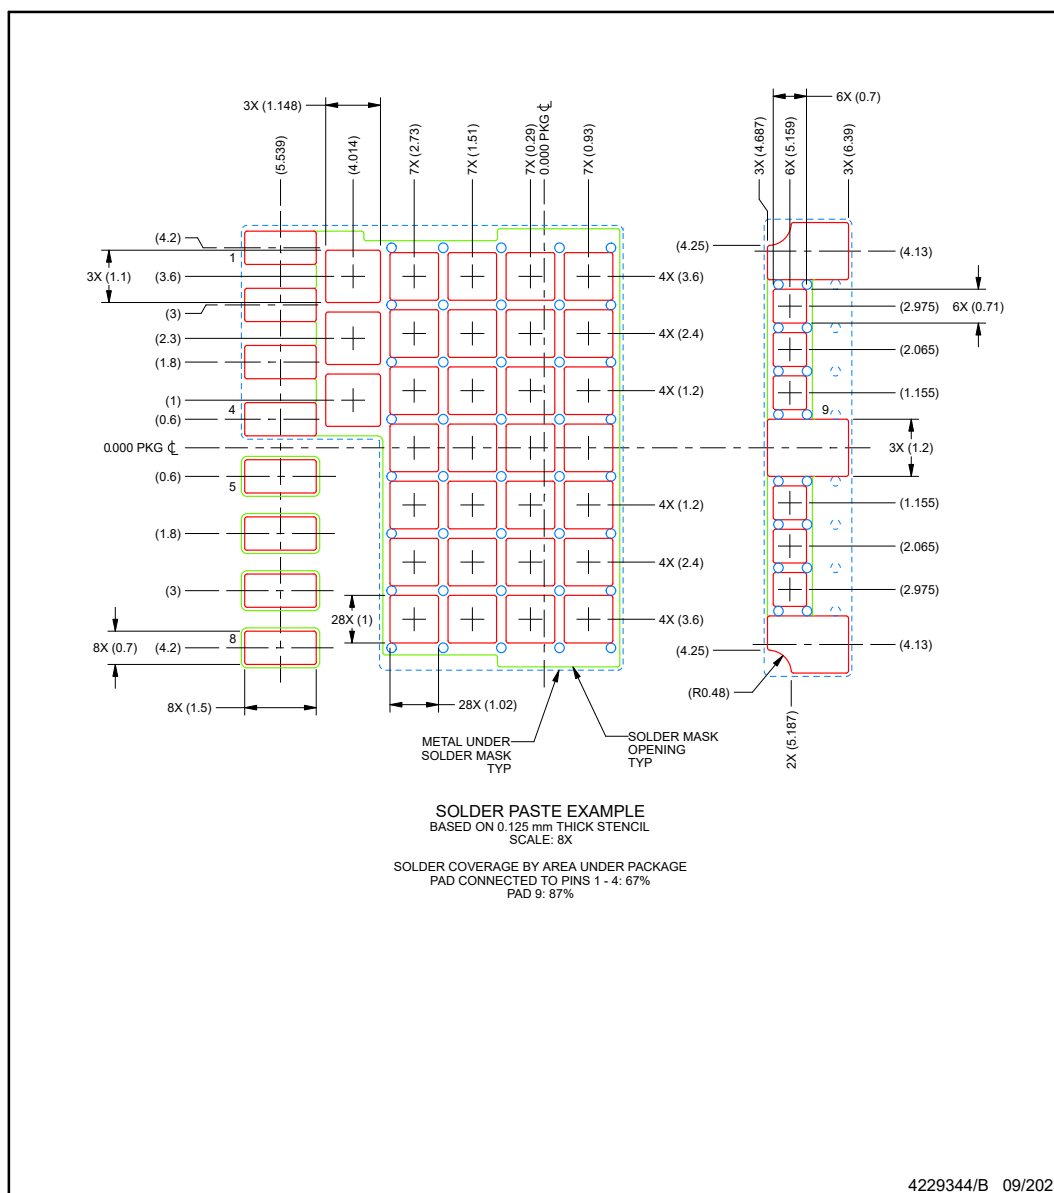 3X (1.148)
(5.539)
(4.014)
7X (2.73)
7X (1.51)
7X (0.29)
0.000 PKG ℄
7X (0.93)
3X (4.687)
6X (5.159)
6X (0.7)
3X (6.39)
(4.2)
1
3X (1.1)
(3.6)
(3)
(2.3)
(1.8)
(1)
4
(0.6)
0.000 PKG ℄
(0.6)
5
(1.8)
(3)
8
8X (0.7)
(4.2)
8X (1.5)
4X (3.6)
4X (2.4)
4X (1.2)
4X (1.2)
4X (2.4)
4X (3.6)
28X (1)
28X (1.02)
(4.25)
(4.13)
(2.975)
6X (0.71)
(2.065)
(1.155)
9
3X (1.2)
(1.155)
(2.065)
(2.975)
(4.25)
(4.13)
(R0.48)
2X (5.187)
METAL UNDER
SOLDER MASK
TYP
SOLDER MASK
OPENING
TYP
SOLDER PASTE EXAMPLE
BASED ON 0.125 mm THICK STENCIL
SCALE: 8X
SOLDER COVERAGE BY AREA UNDER PACKAGE
PAD CONNECTED TO PINS 1 - 4: 67%
PAD 9: 87%
4229344/B 09/202